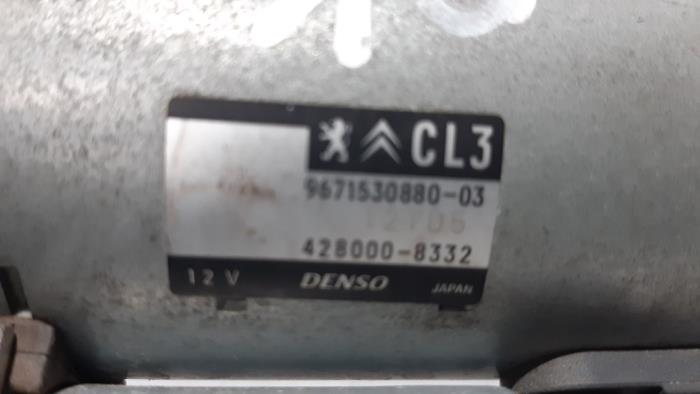 CL3
9671530880-03
428000-8332
12V DENSO JAPAN